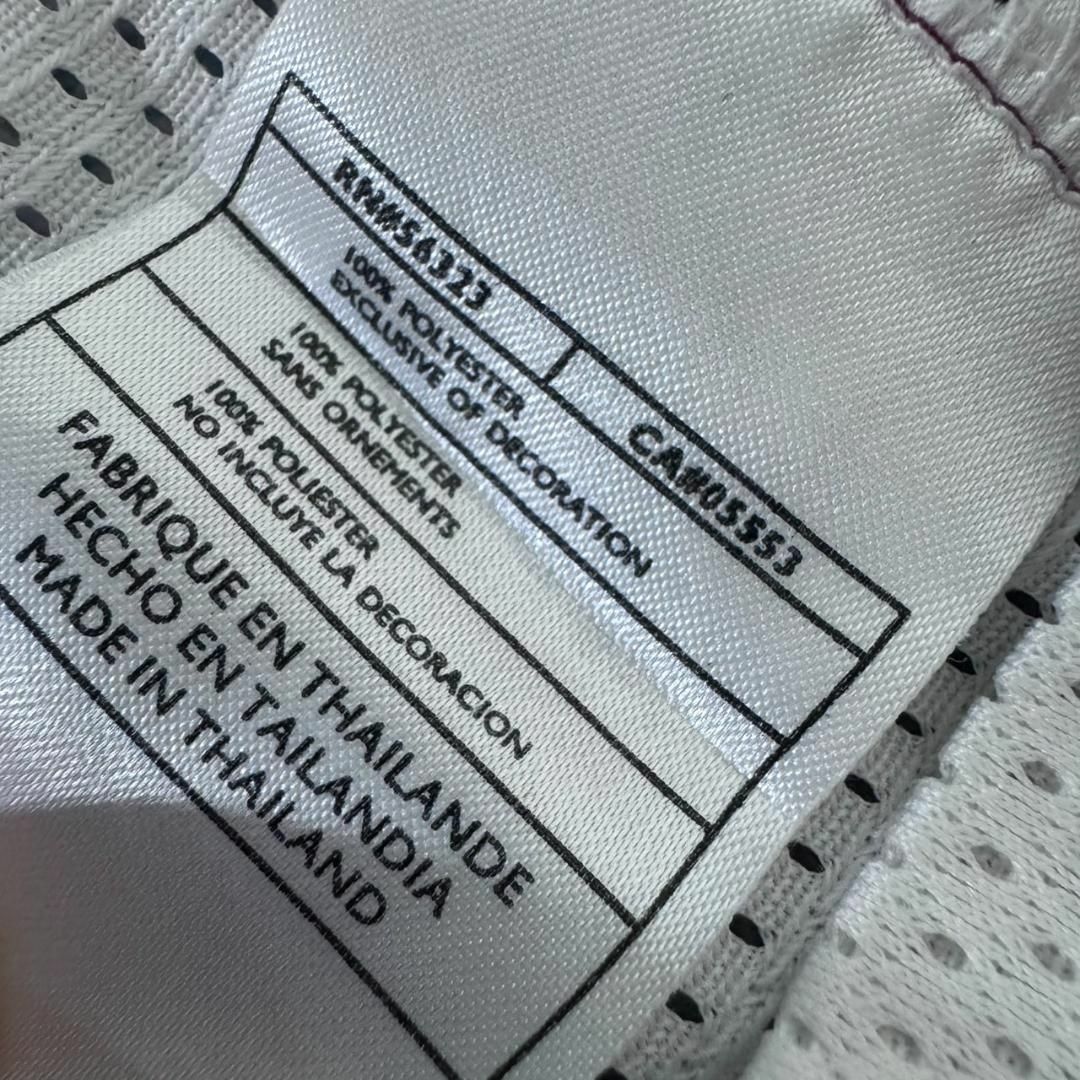 RN#56323 CA#05553
100% POLYESTER
EXCLUSIVE OF DECORATION
100% POLYESTER
SANS ORNEMENTS
100% POLIESTER
NO INCLUYE LA DECORACION
FABRIQUE EN THAILANDE
HECHO EN TAILANDIA
MADE IN THAILAND